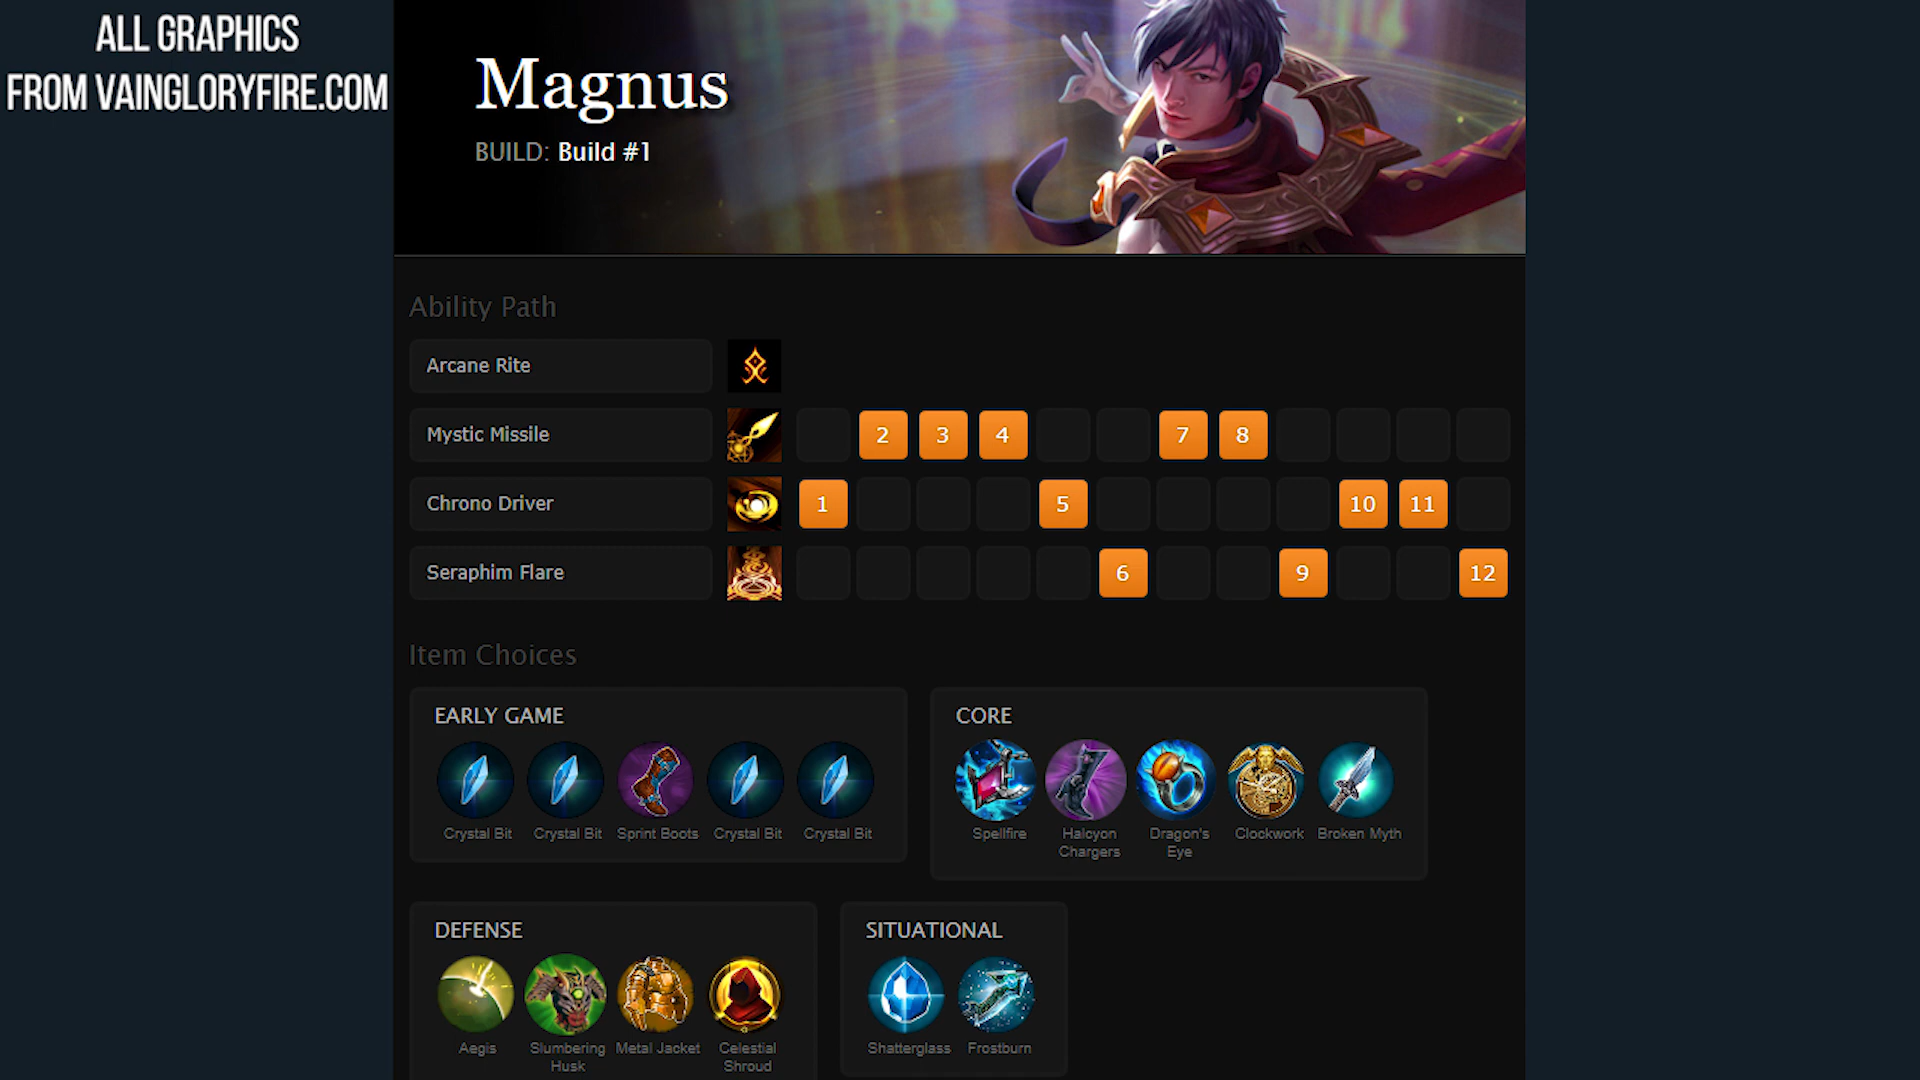 ALL GRAPHICS
FROM VAINGLORYFIRE.COM
Magnus
BUILD: Build #1
Ability Path
Arcane Rite
Mystic Missile
2 3 4 7 8
Chrono Driver
1 5 10 11
Seraphim Flare
6 9 12
Item Choices
EARLY GAME
Crystal Bit
Crystal Bit
Sprint Boots
Crystal Bit
Crystal Bit
CORE
Spellfire
Halcyon
Chargers
Dragon's
Eye
Clockwork
Broken Myth
DEFENSE
Aegis
Slumbering
Husk
Metal Jacket
Celestial
Shroud
SITUATIONAL
Shatterglass
Frostburn